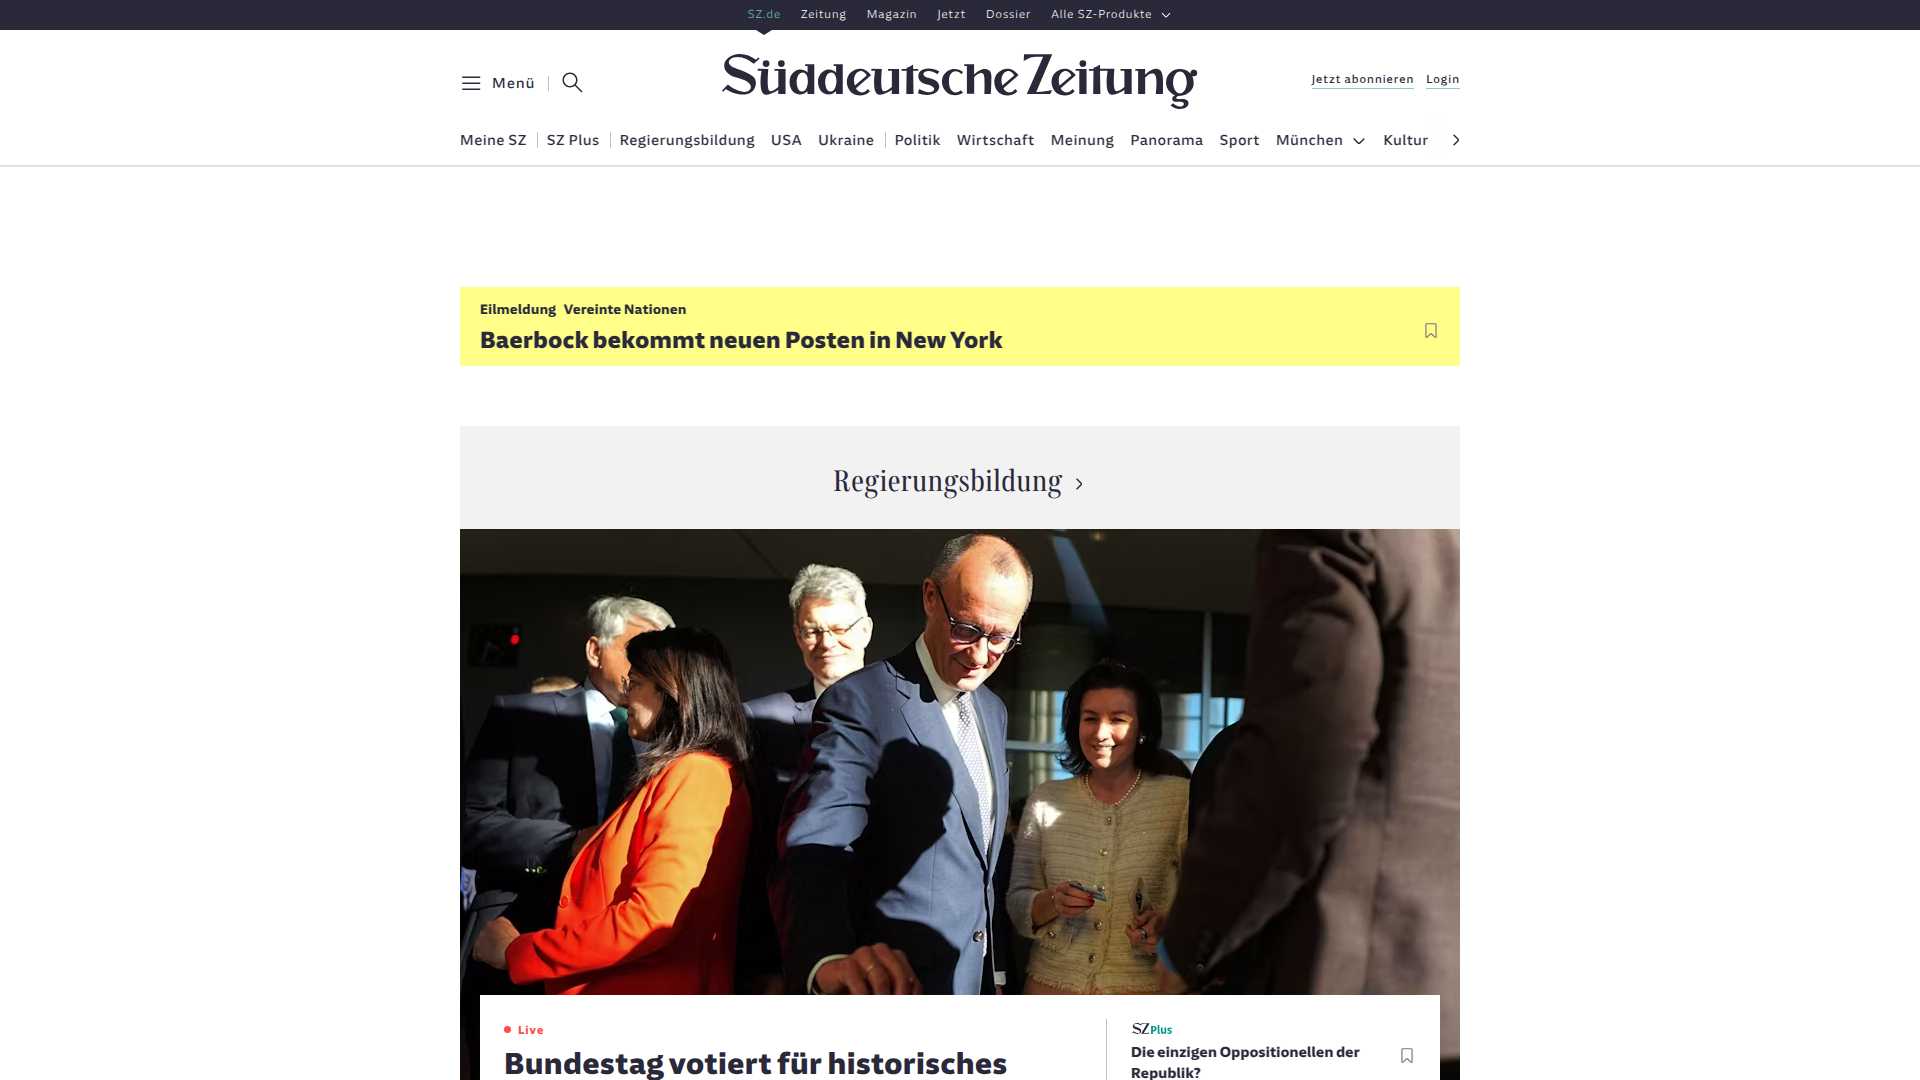 SZ.de Zeitung Magazin Jetzt Dossier Alle SZ-Produkte
Menü
Süddeutsche Zeitung
Jetzt abonnieren Login
Meine SZ SZ Plus Regierungsbildung USA Ukraine Politik Wirtschaft Meinung Panorama Sport München Kultur
Eilmeldung Vereinte Nationen
Baerbock bekommt neuen Posten in New York
Regierungsbildung
Live
Bundestag votiert für historisches
SZ Plus
Die einzigen Oppositionellen der
Republik?